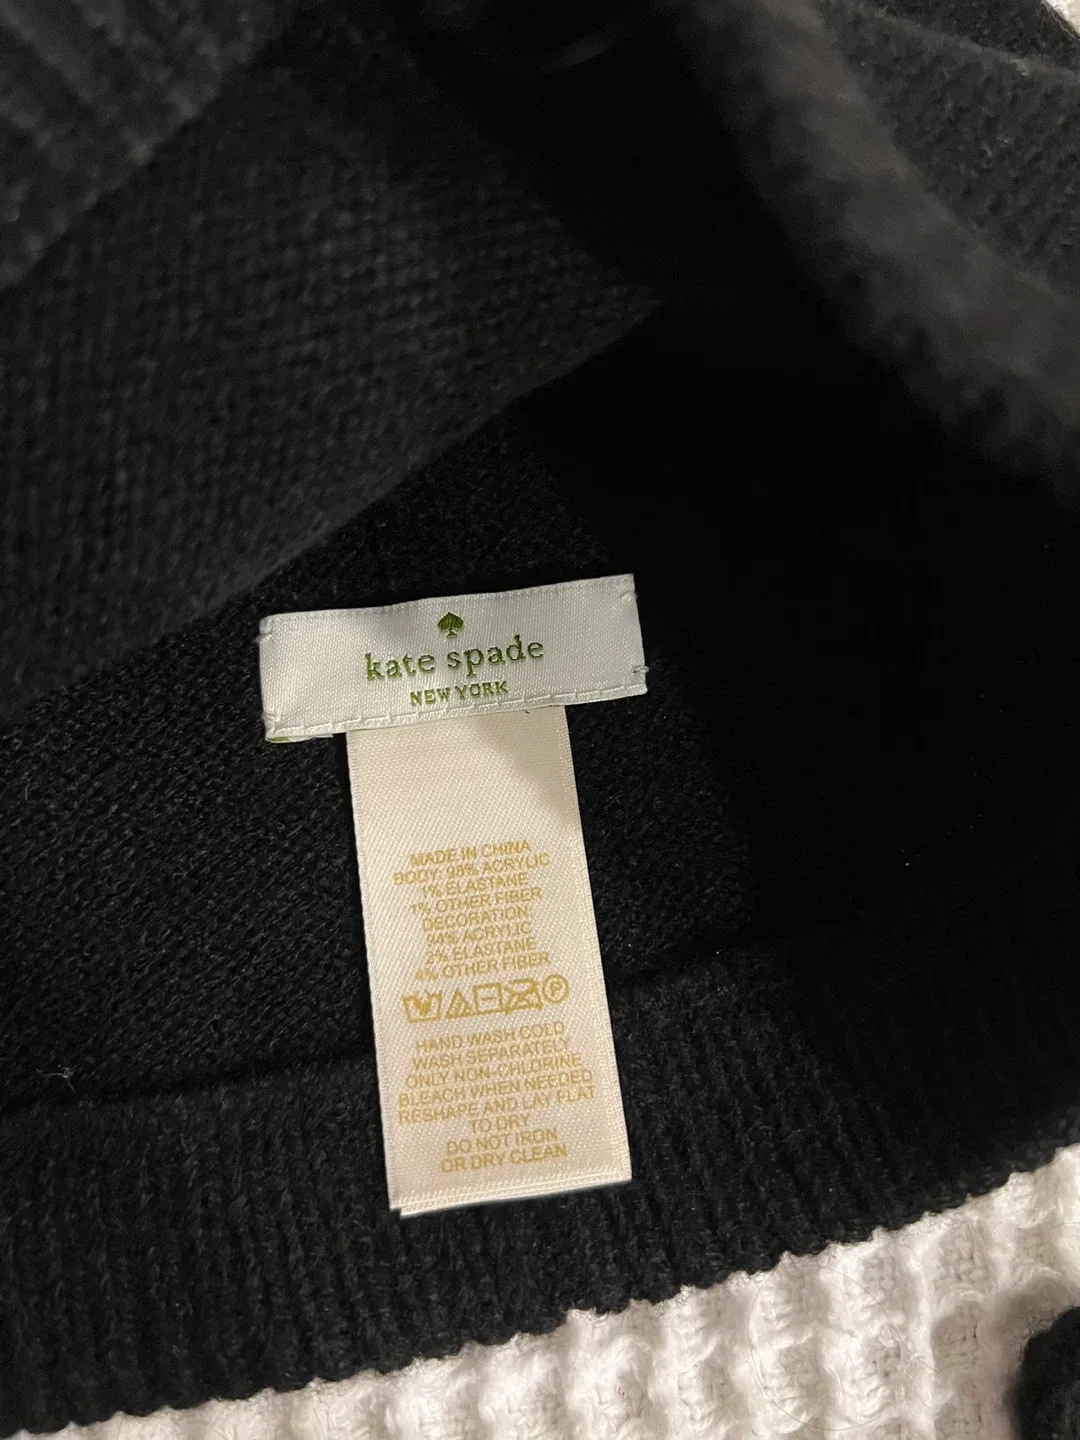 kate spade
NEW YORK
MADE IN CHINA
BODY: 98% ACRYLIC
1% ELASTANE
1% OTHER FIBER
DECORATION
94% ACRYLIC
2% ELASTANE
4% OTHER FIBER
P
HAND WASH COLD
WASH SEPARATELY
ONLY NON-CHLORINE
BLEACH WHEN NEEDED
RESHAPE AND LAY FLAT
TO DRY
DO NOT IRON
OR DRY CLEAN